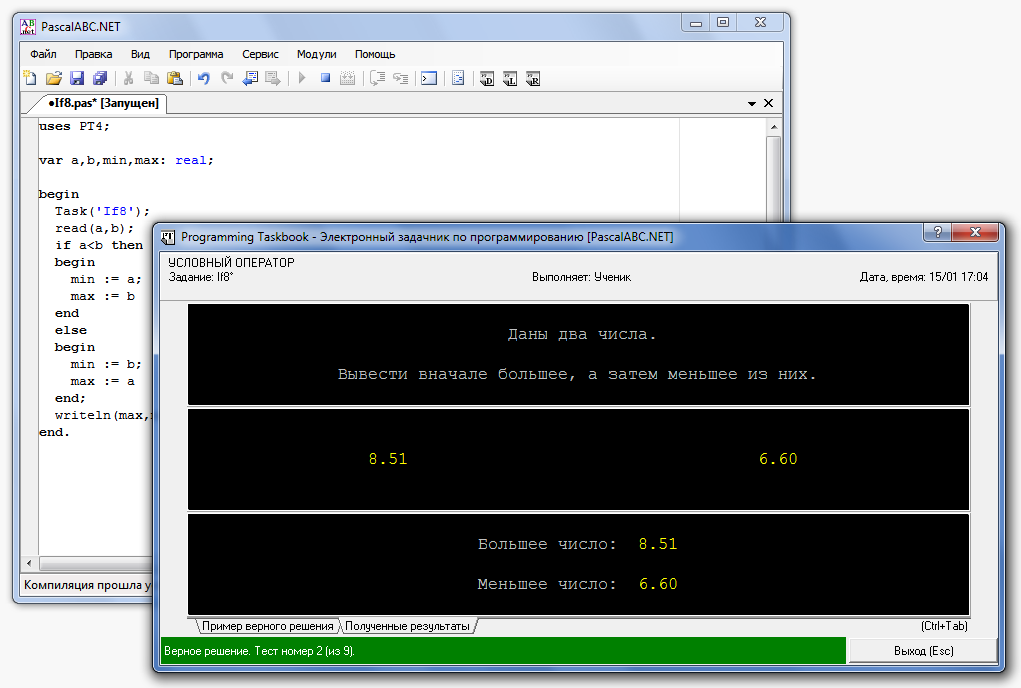 PascalABC.NET
Файл Правка Вид Программа Сервис Модули Помощь
•If8.pas* [Запущен]
uses PT4;
var a,b,min,max: real;
begin
Task('If8');
read(a,b);
if a<b then
begin
min := a;
max := b
end
else
begin
min := b;
max := a
end;
writeln(max,
end.
Компиляция прошла
Programming Taskbook - Электронный задачник по программированию [PascalABC.NET]
УСЛОВНЫЙ ОПЕРАТОР
Задание: If8* Выполняет: Ученик Дата, время: 15/01 17:04
Даны два числа.
Вывести вначале большее, а затем меньшее из них.
8.51 6.60
Большее число: 8.51
Меньшее число: 6.60
Пример верного решения Полученные результаты (Ctrl+Tab)
Верное решение. Тест номер 2 (из 9). Выход (Esc)